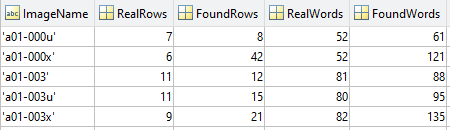 abc ImageName RealRows FoundRows RealWords FoundWords
'a01-000u' 7 8 52 61
'a01-000x' 6 42 52 121
'a01-003' 11 12 81 88
'a01-003u' 11 15 80 95
'a01-003x' 9 21 82 135